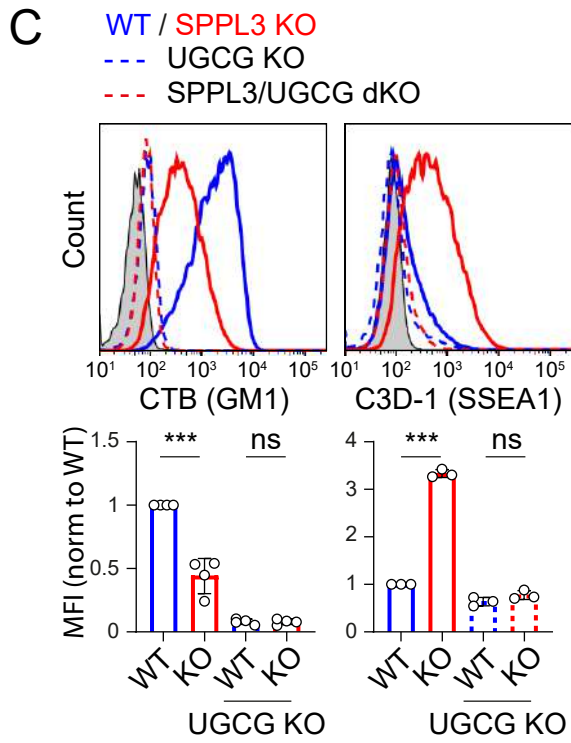 C
WT / SPPL3 KO
UGCG KO
SPPL3/UGCG dKO
Count
10¹ 10² 10³ 10⁴ 10⁵
CTB (GM1)
10¹ 10² 10³ 10⁴ 10⁵
C3D-1 (SSEA1)
MFI (norm to WT)
1.5
1
0.5
0
*** ns
WT KO WT KO
UGCG KO
4
3
2
1
0
*** ns
WT KO WT KO
UGCG KO